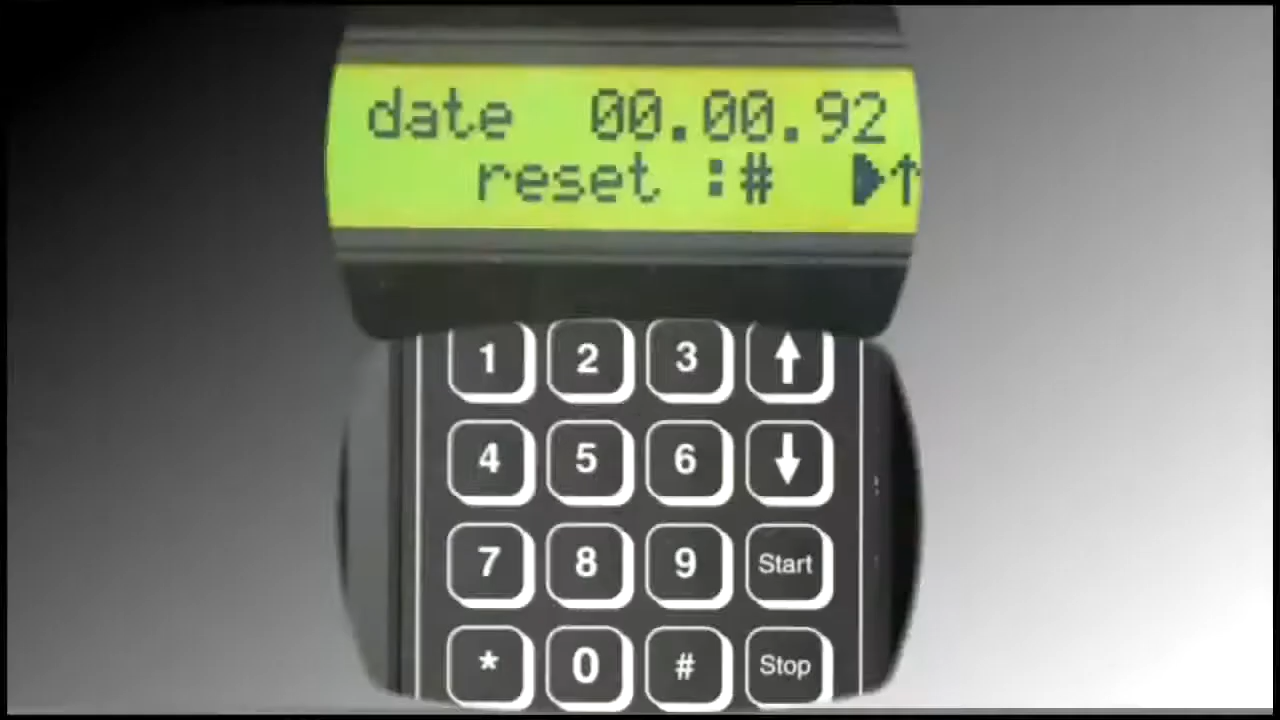 date 00.00.92
reset :# ▶↑
1 2 3 ↑
4 5 6 ↓
7 8 9 Start
* 0 # Stop